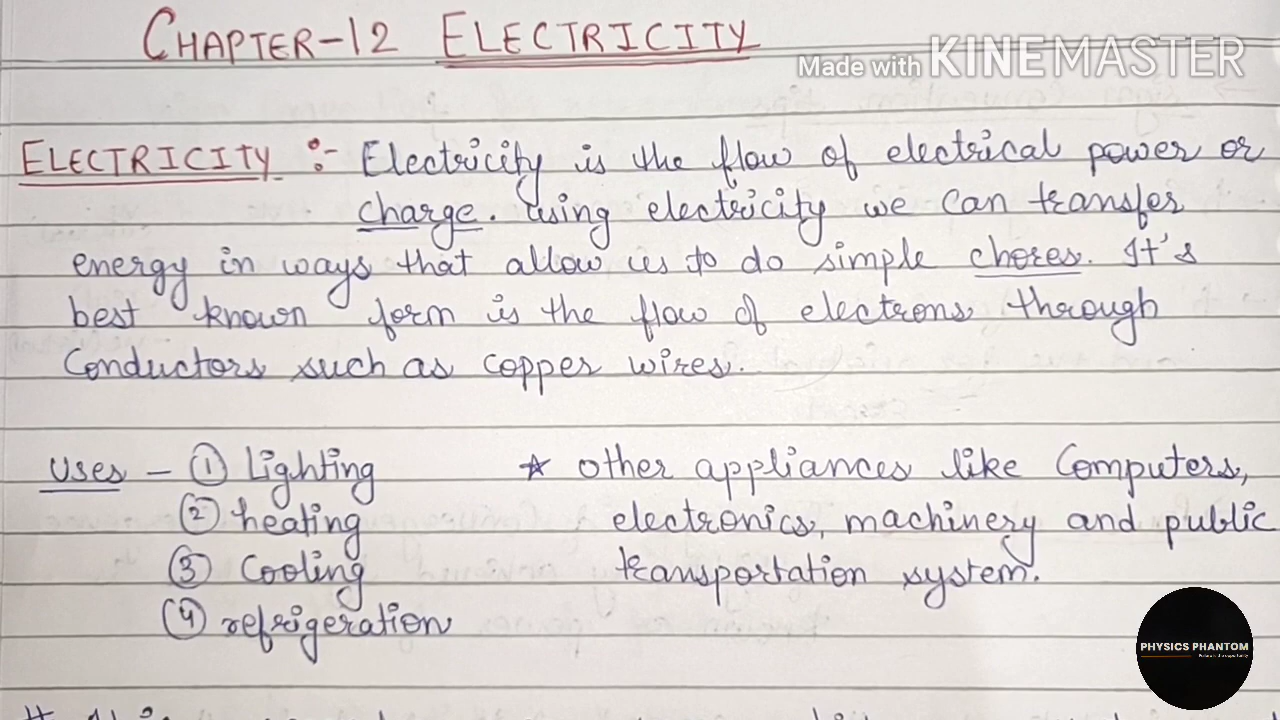 CHAPTER-12 ELECTRICITY
Made with KINEMASTER
ELECTRICITY :- Electricity is the flow of electrical power or
charge. Using electricity we can transfer
energy in ways that allow us to do simple chores. It's
best known form is the flow of electrons through
Conductors such as copper wires.
Uses - ① Lighting
② heating
③ Cooling
④ refrigeration
☆ other appliances like Computers,
electronics, machinery and public
transportation system.
PHYSICS PHANTOM